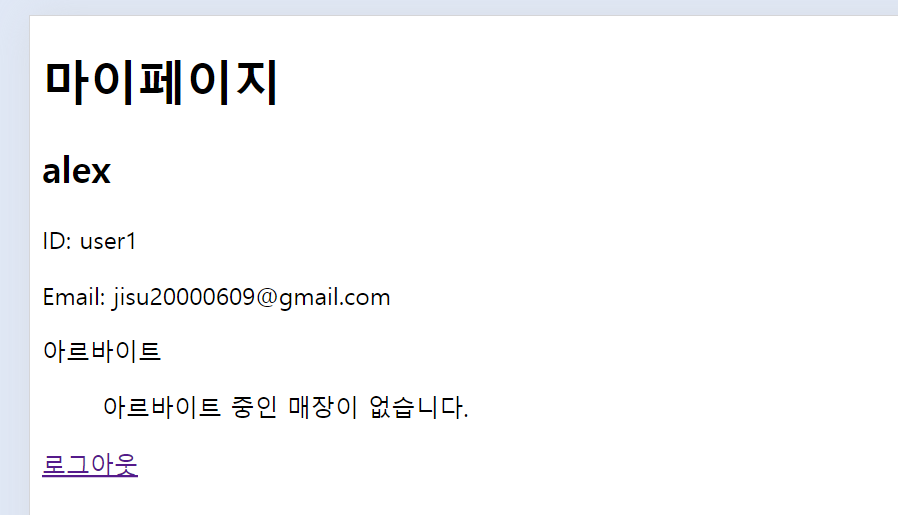 마이페이지
alex
ID: user1
Email: jisu20000609@gmail.com
아르바이트
아르바이트 중인 매장이 없습니다.
로그아웃